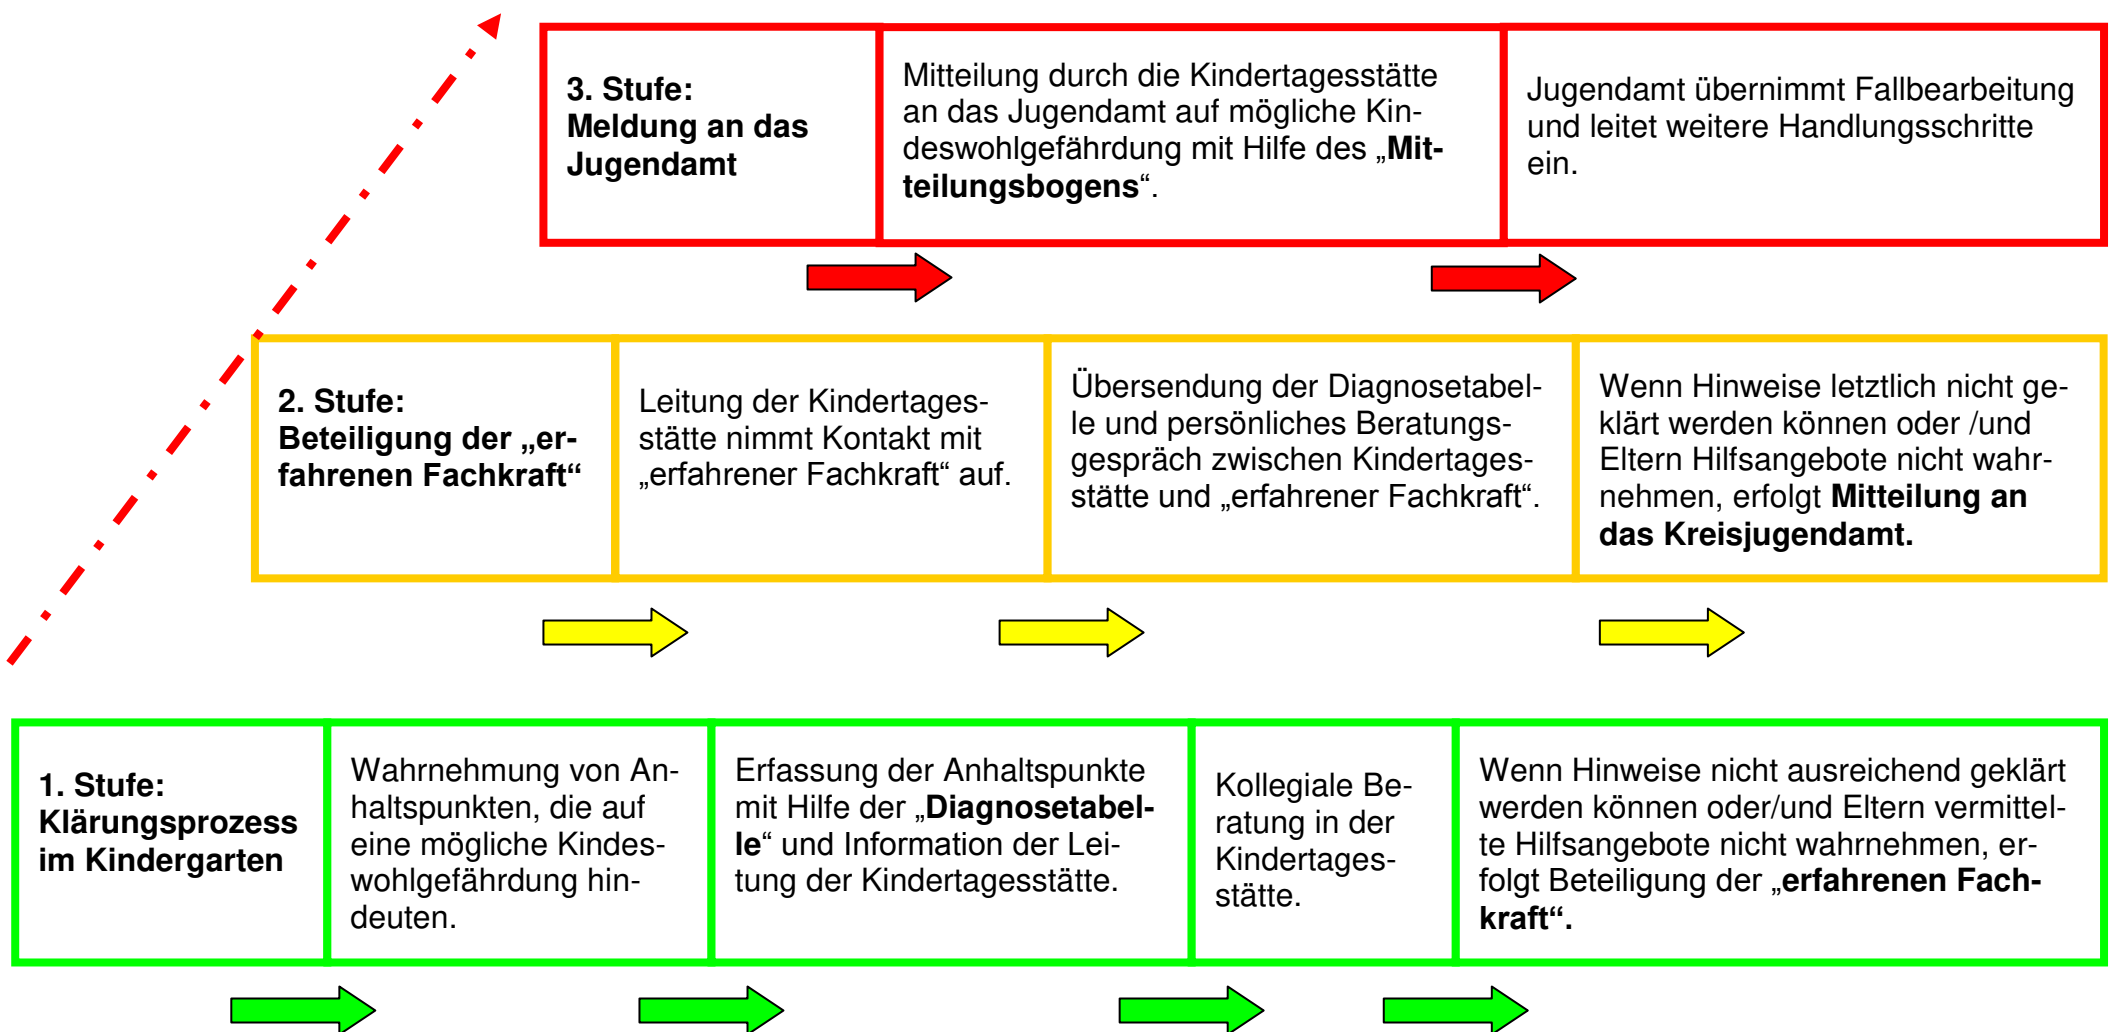 3. Stufe:
Meldung an das
Jugendamt
Mitteilung durch die Kindertagesstätte
an das Jugendamt auf mögliche Kin-
deswohlgefährdung mit Hilfe des „Mit-
teilungsbogens“.
Jugendamt übernimmt Fallbearbeitung
und leitet weitere Handlungsschritte
ein.
2. Stufe:
Beteiligung der „er-
fahrenen Fachkraft“
Leitung der Kindertages-
stätte nimmt Kontakt mit
„erfahrener Fachkraft“ auf.
Übersendung der Diagnosetabel-
le und persönliches Beratungs-
gespräch zwischen Kindertages-
stätte und „erfahrener Fachkraft“.
Wenn Hinweise letztlich nicht ge-
klärt werden können oder /und
Eltern Hilfsangebote nicht wahr-
nehmen, erfolgt Mitteilung an
das Kreisjugendamt.
1. Stufe:
Klärungsprozess
im Kindergarten
Wahrnehmung von An-
haltspunkten, die auf
eine mögliche Kindes-
wohlgefährdung hin-
deuten.
Erfassung der Anhaltspunkte
mit Hilfe der „Diagnosetabel-
le“ und Information der Lei-
tung der Kindertagesstätte.
Kollegiale Be-
ratung in der
Kindertages-
stätte.
Wenn Hinweise nicht ausreichend geklärt
werden können oder/und Eltern vermittel-
te Hilfsangebote nicht wahrnehmen, er-
folgt Beteiligung der „erfahrenen Fach-
kraft“.